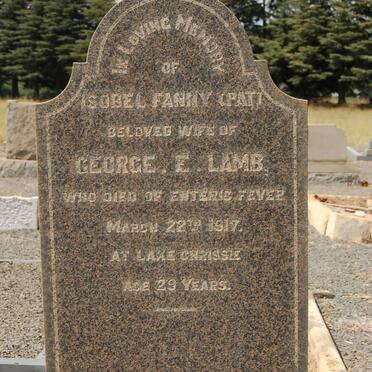 IN LOVING MEMORY
OF
ISOBEL FANNY (PAT)
BELOVED WIFE OF
GEORGE. E. LAMB.
WHO DIED OF ENTERIC FEVER
MARCH 22ND 1917.
AT LAKE CHRISSIE
AGE 29 YEARS.